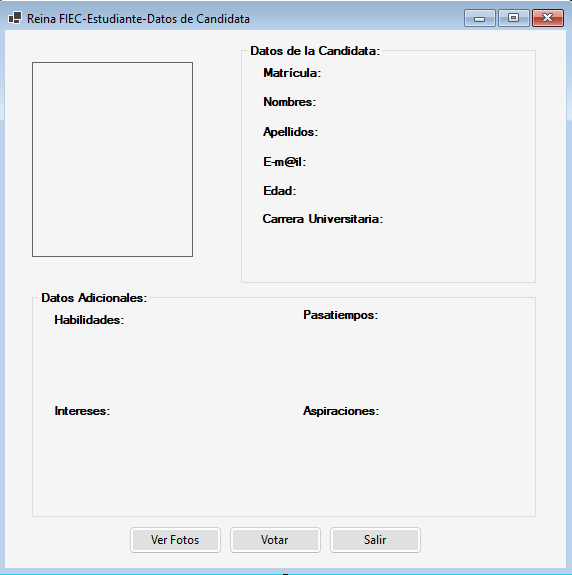 Reina FIEC-Estudiante-Datos de Candidata
Datos de la Candidata:
Matrícula:
Nombres:
Apellidos:
E-m@il:
Edad:
Carrera Universitaria:
Datos Adicionales:
Habilidades:
Pasatiempos:
Intereses:
Aspiraciones:
Ver Fotos
Votar
Salir